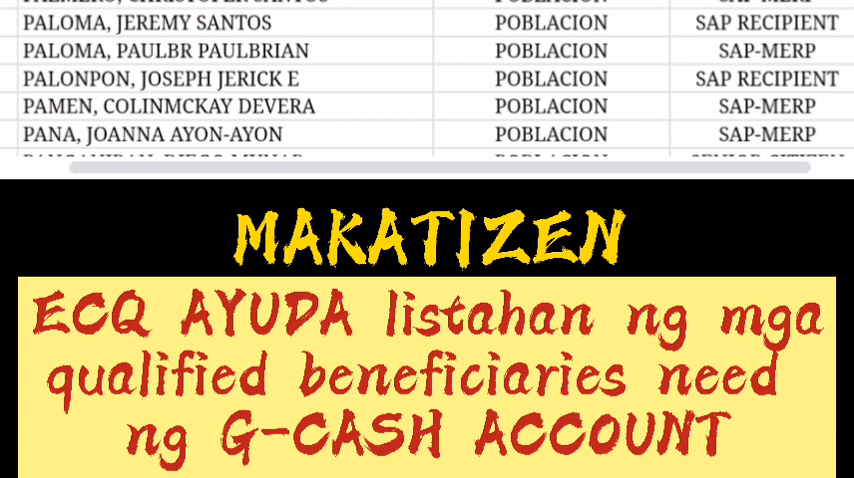 PALOMA, JEREMY SANTOS POBLACION SAP RECIPIENT
PALOMA, PAULBR PAULBRIAN POBLACION SAP-MERP
PALONPON, JOSEPH JERICK E POBLACION SAP RECIPIENT
PAMEN, COLINMCKAY DEVERA POBLACION SAP-MERP
PANA, JOANNA AYON-AYON POBLACION SAP-MERP
MAKATIZEN
ECQ AYUDA listahan ng mga
qualified beneficiaries need
ng G-CASH ACCOUNT